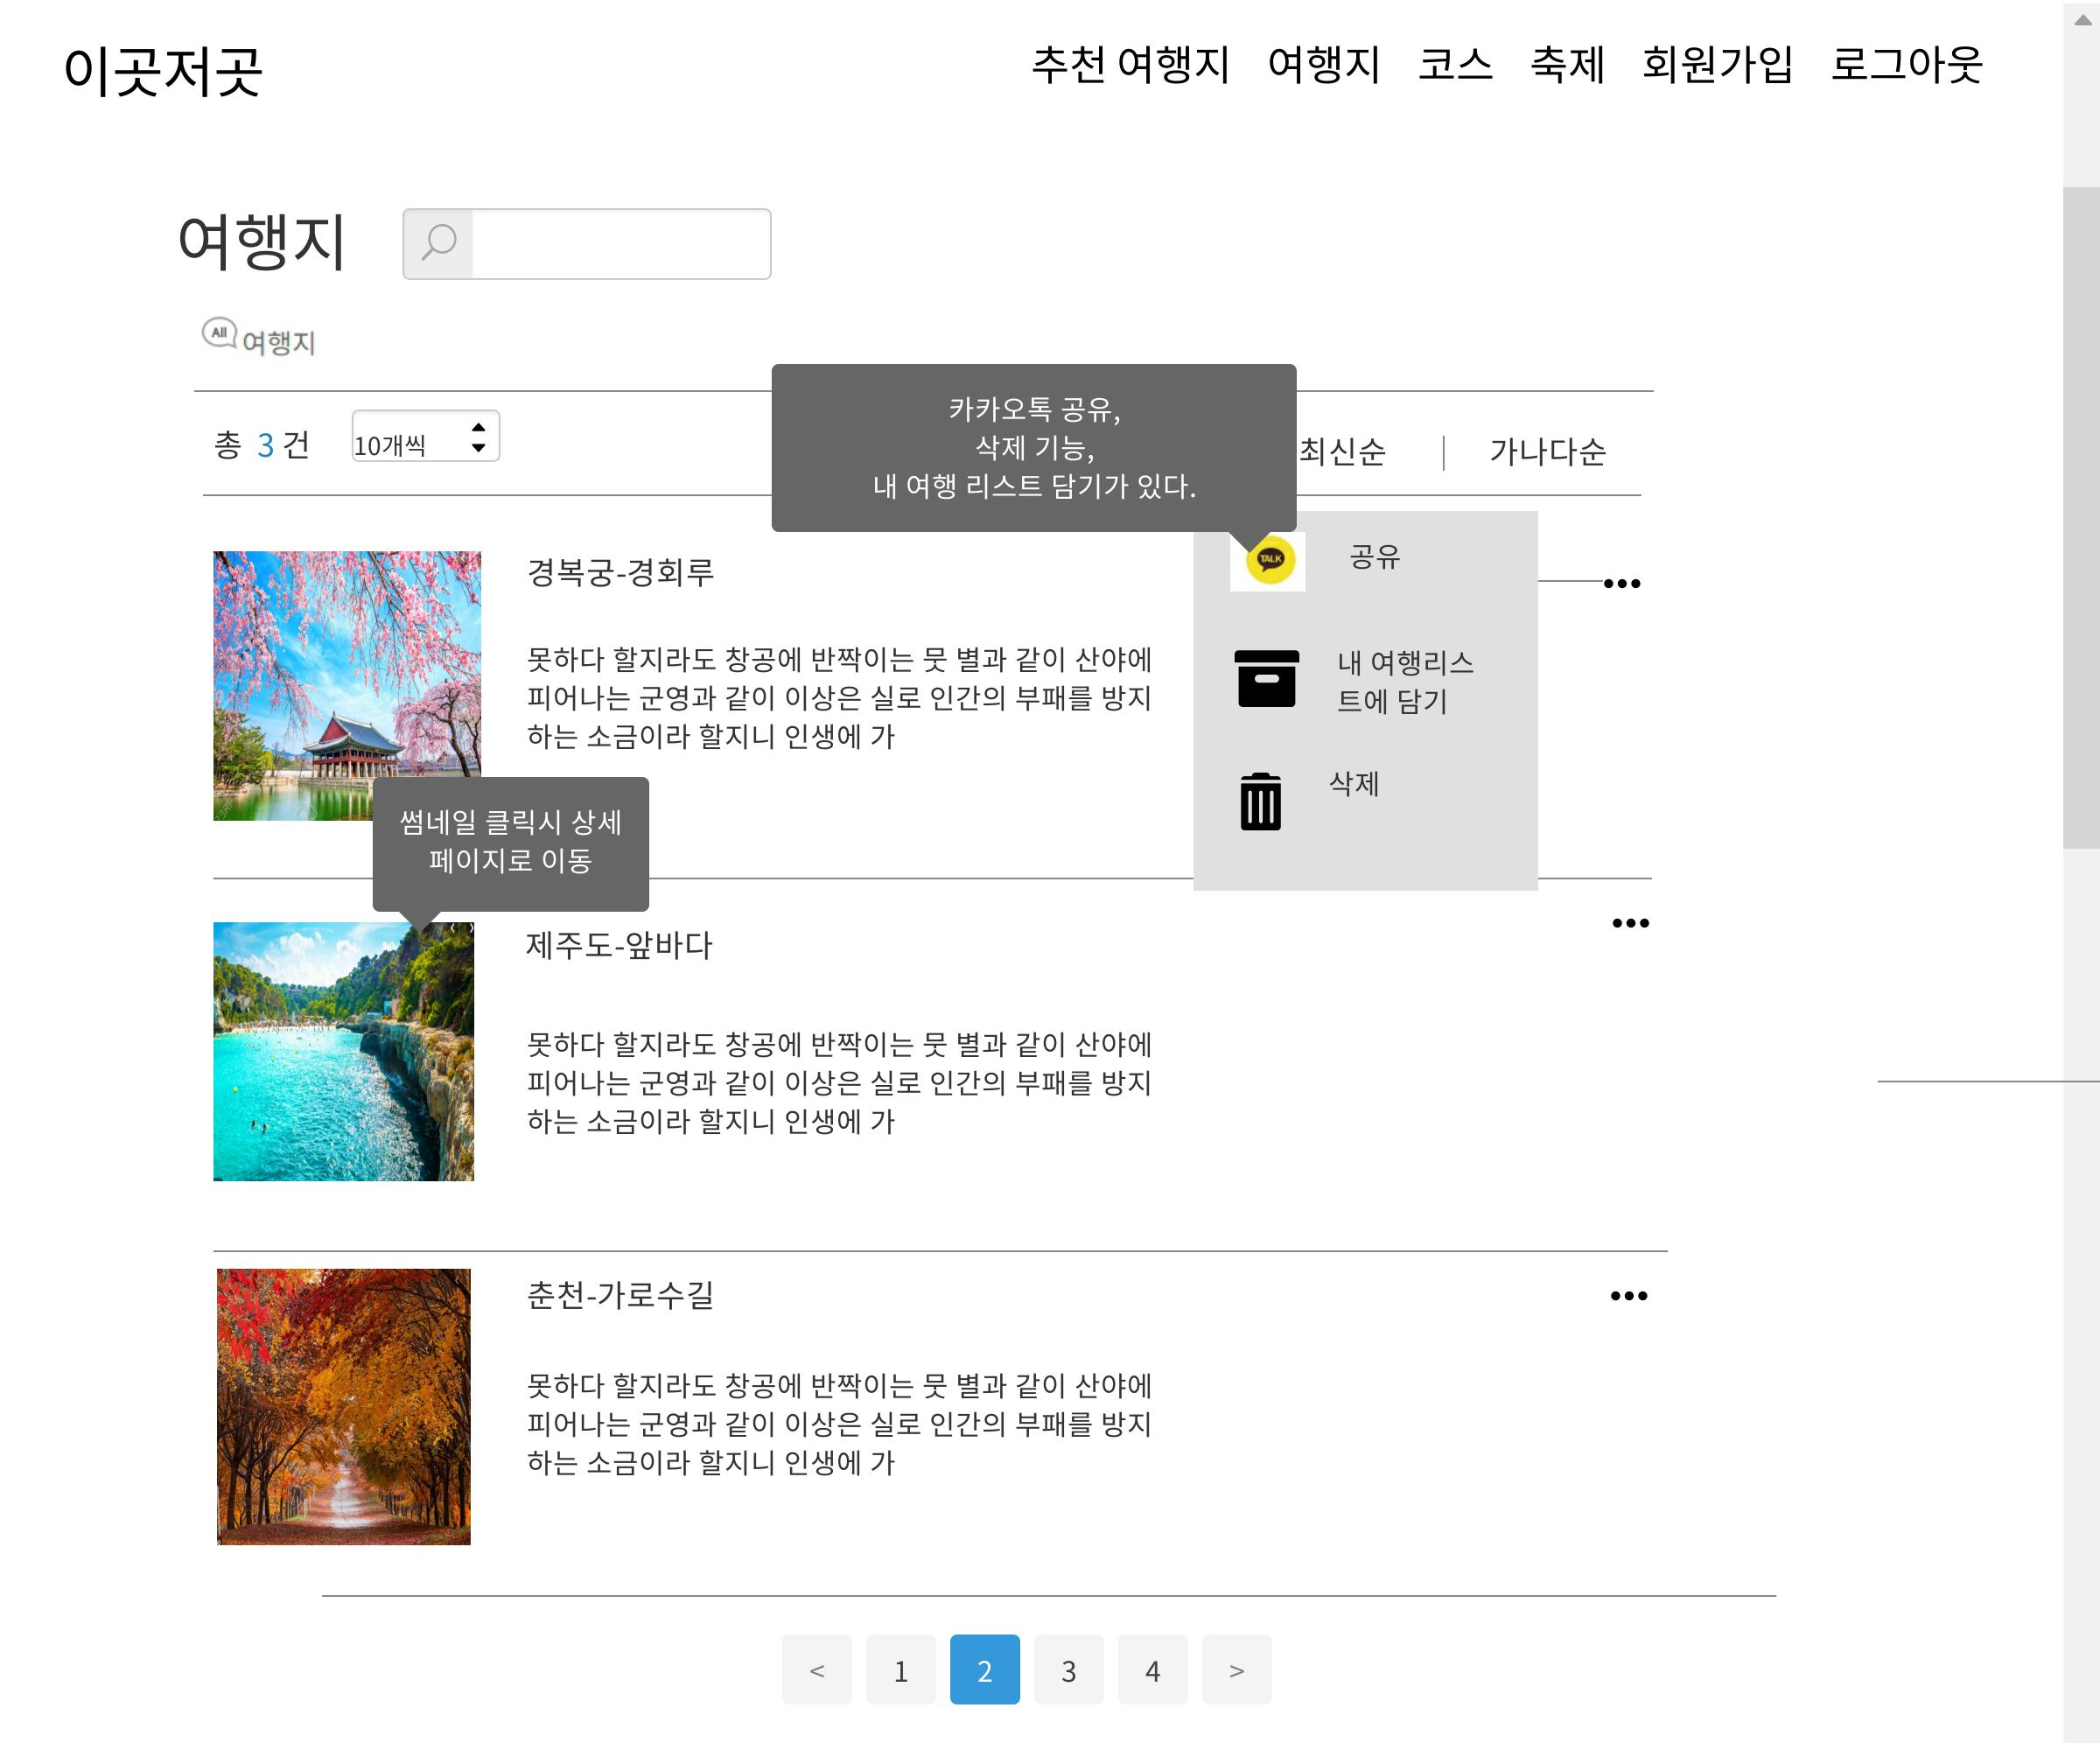 이곳저곳
추천 여행지 여행지 코스 축제 회원가입 로그아웃
여행지
All 여행지
총 3 건
10개씩
최신순 | 가나다순
카카오톡 공유,
삭제 기능,
내 여행 리스트 담기가 있다.
TALK 공유
내 여행리스
트에 담기
삭제
경복궁-경회루
못하다 할지라도 창공에 반짝이는 뭇 별과 같이 산야에
피어나는 군영과 같이 이상은 실로 인간의 부패를 방지
하는 소금이라 할지니 인생에 가
썸네일 클릭시 상세
페이지로 이동
제주도-앞바다
못하다 할지라도 창공에 반짝이는 뭇 별과 같이 산야에
피어나는 군영과 같이 이상은 실로 인간의 부패를 방지
하는 소금이라 할지니 인생에 가
춘천-가로수길
못하다 할지라도 창공에 반짝이는 뭇 별과 같이 산야에
피어나는 군영과 같이 이상은 실로 인간의 부패를 방지
하는 소금이라 할지니 인생에 가
< 1 2 3 4 >